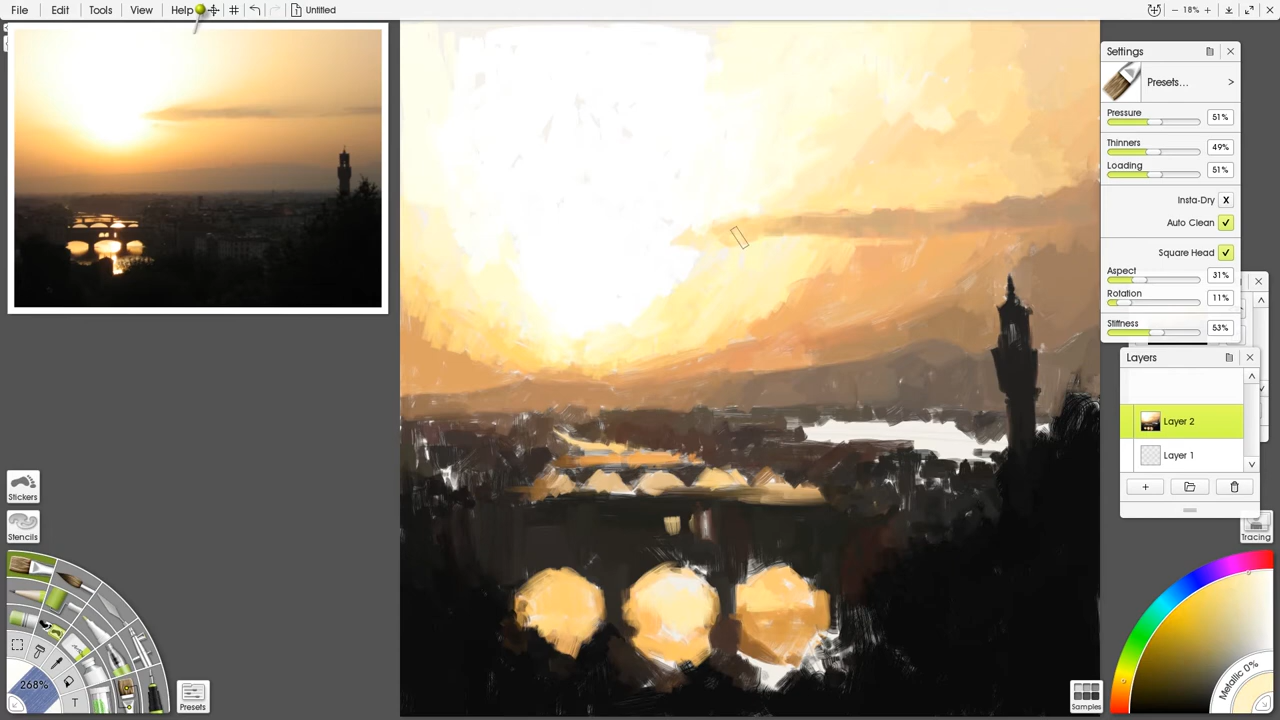 File Edit Tools View Help Untitled 18%
Settings
Presets...
Pressure 51%
Thinners 49%
Loading 51%
Insta-Dry X
Auto Clean
Square Head
Aspect 31%
Rotation 11%
Stiffness 53%
Layers
Layer 2
Layer 1
Stickers
Stencils
Tracing
268%
T
Presets
Samples
Metallic 0%